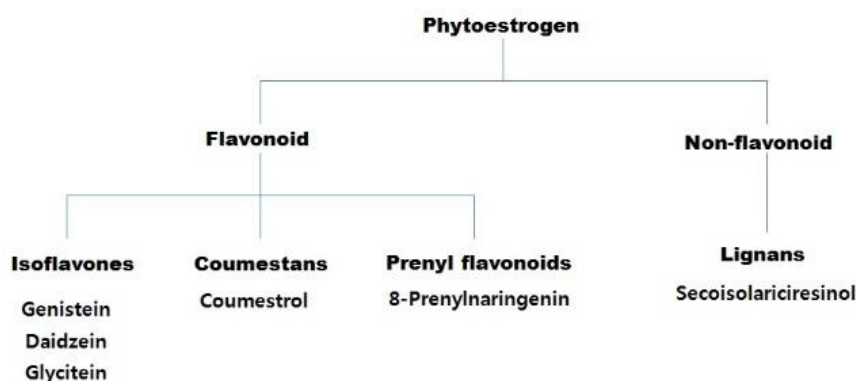 Phytoestrogen
Flavonoid
Non-flavonoid
Isoflavones
Coumestans
Prenyl flavonoids
Lignans
Genistein
Coumestrol
8-Prenylnaringenin
Secoisolariciresinol
Daidzein
Glycitein